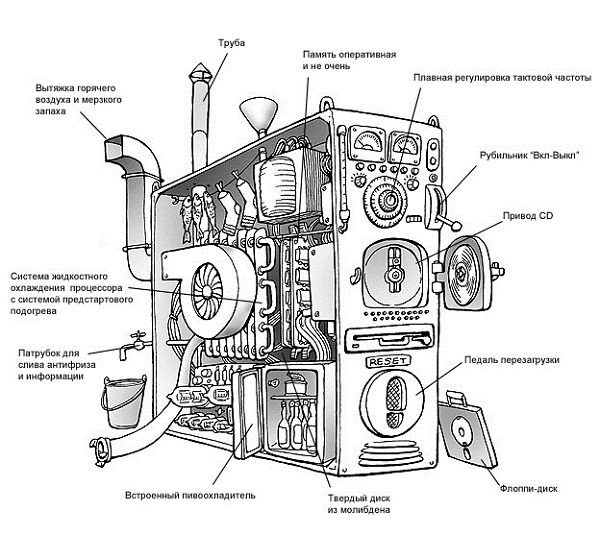 Труба
Память оперативная
и не очень
Плавная регулировка тактовой частоты
Вытяжка горячего
воздуха и мерзкого
запаха
Рубильник "Вкл-Выкл"
Привод CD
Система жидкостного
охлаждения процессора
с системой предстартового
подогрева
Патрубок для
слива антифриза
и информации
RESET
Педаль перезагрузки
Встроенный пивоохладитель
Твердый диск
из молибдена
Флоппи-диск